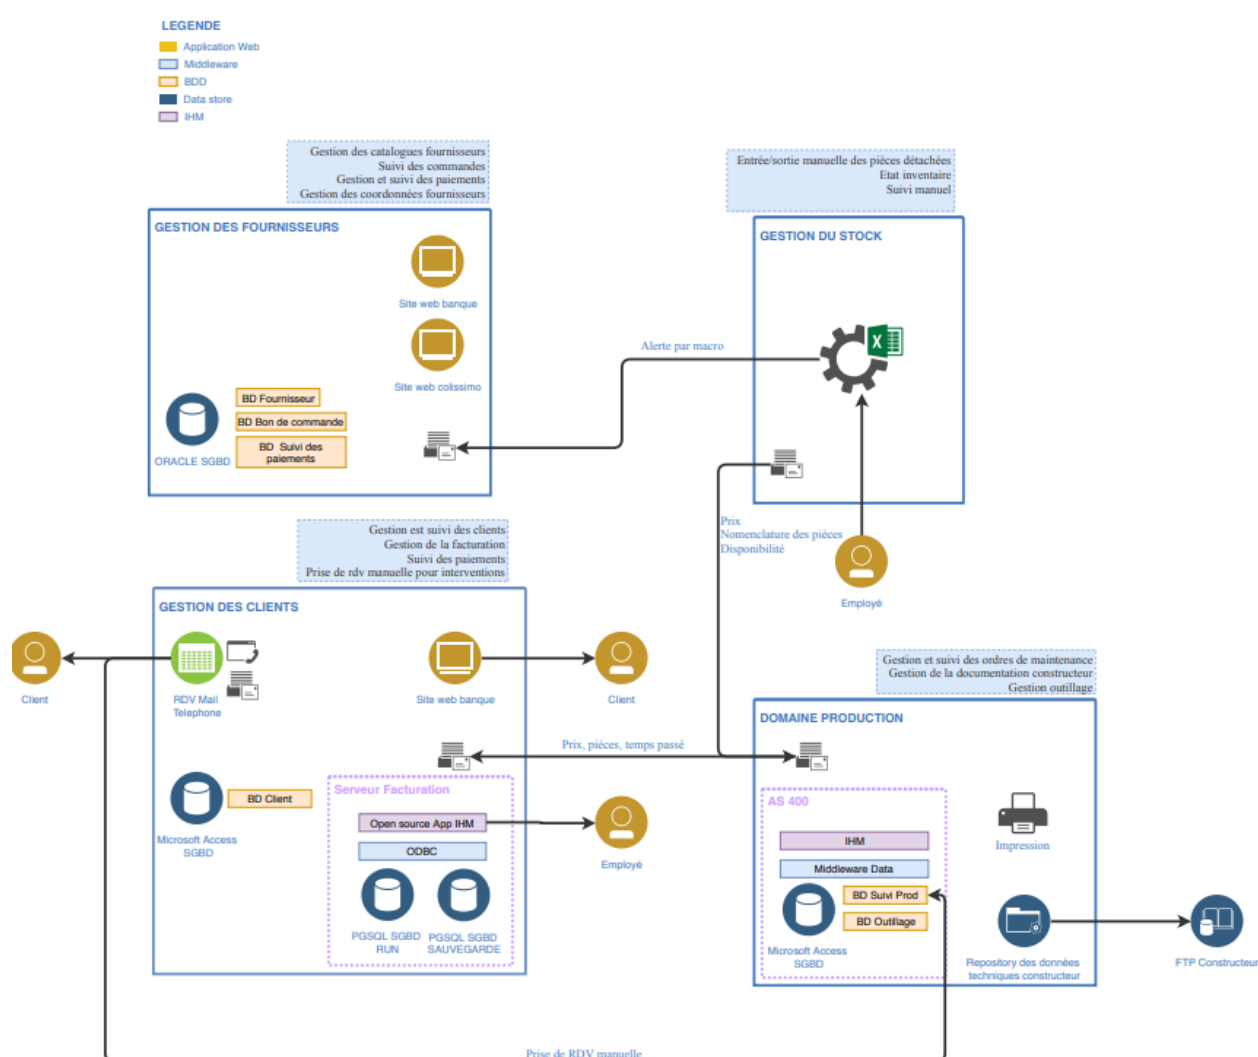 LEGENDE
Application Web
Middleware
BDD
Data store
IHM
Gestion des catalogues fournisseurs
Suivi des commandes
Gestion et suivi des paiements
Gestion des coordonnées fournisseurs
GESTION DES FOURNISSEURS
Site web banque
Site web colissimo
BD Fournisseur
BD Bon de commande
BD Suivi des
paiements
ORACLE SGBD
Alerte par macro
Entrée/sortie manuelle des pièces détachées
Etat inventaire
Suivi manuel
GESTION DU STOCK
X
Prix
Nomenclature des pièces
Disponibilité
Employé
Gestion est suivi des clients
Gestion de la facturation
Suivi des paiements
Prise de rdv manuelle pour interventions
GESTION DES CLIENTS
Client
RDV Mail
Telephone
Site web banque
Client
Prix, pièces, temps passé
BD Client
Microsoft Access
SGBD
Serveur Facturation
Open source App IHM
ODBC
PGSQL SGBD
RUN
PGSQL SGBD
SAUVEGARDE
Employé
Gestion et suivi des ordres de maintenance
Gestion de la documentation constructeur
Gestion outillage
DOMAINE PRODUCTION
AS 400
IHM
Middleware Data
BD Suivi Prod
BD Outillage
Microsoft Access
SGBD
Impression
Repository des données
techniques constructeur
FTP Constructeur
Prise de RDV manuelle